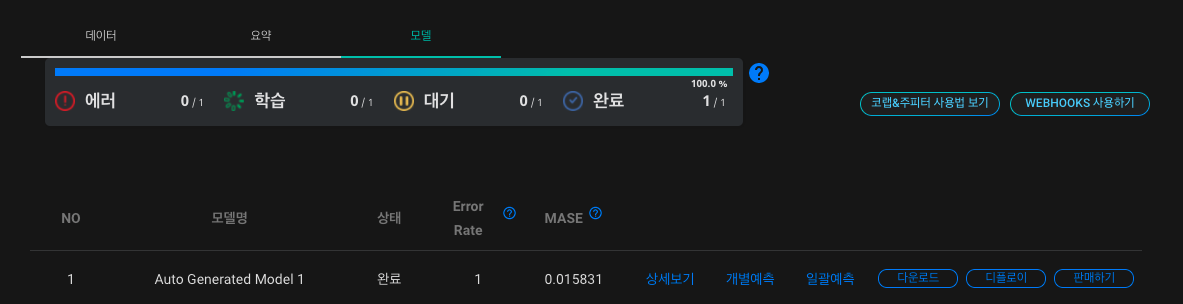 데이터 요약 모델
100.0 %
에러 0 / 1 학습 0 / 1 대기 0 / 1 완료 1 / 1
코랩&주피터 사용법 보기 WEBHOOKS 사용하기
NO 모델명 상태 Error Rate MASE
1 Auto Generated Model 1 완료 1 0.015831 상세보기 개별예측 일괄예측 다운로드 디플로이 판매하기